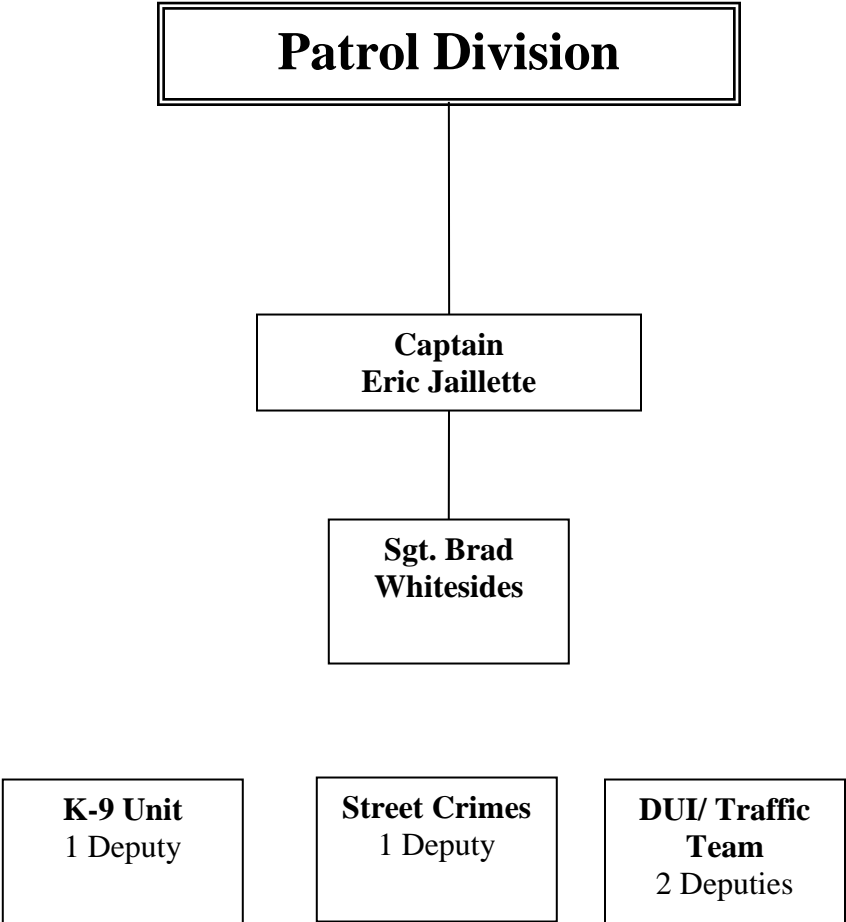 Patrol Division
Captain
Eric Jaillette
Sgt. Brad
Whitesides
K-9 Unit
1 Deputy
Street Crimes
1 Deputy
DUI/ Traffic
Team
2 Deputies